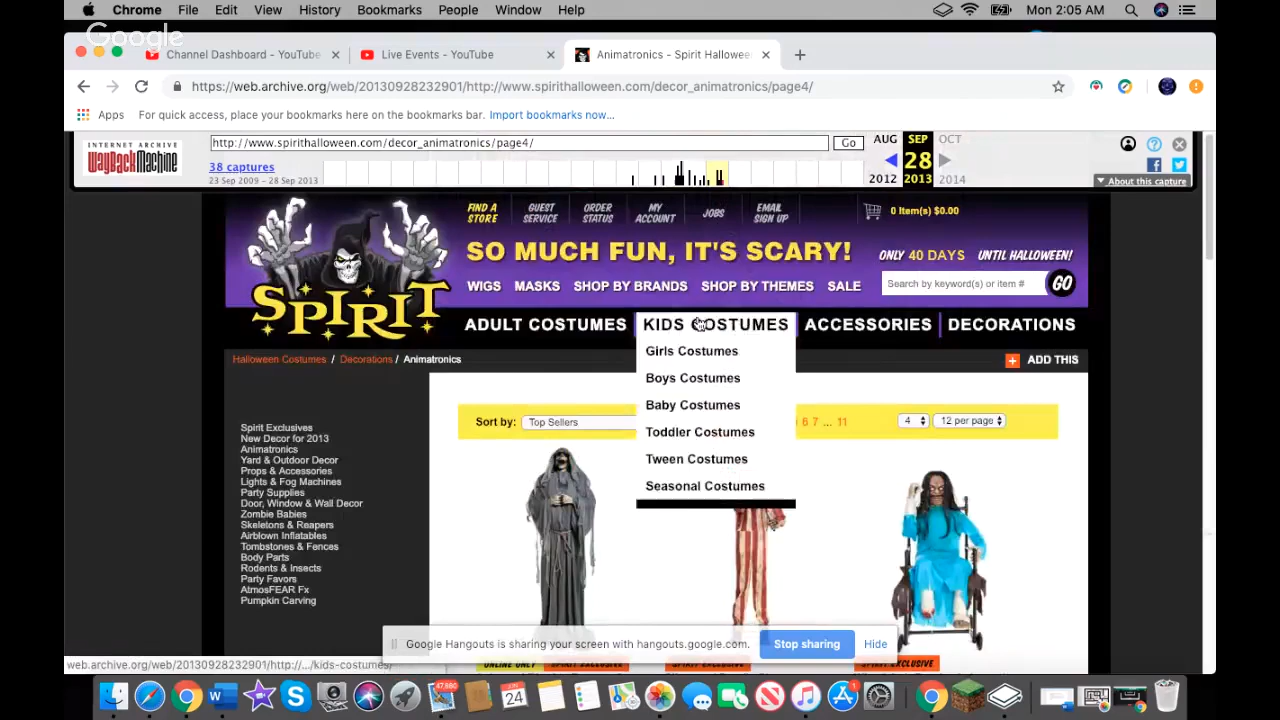 Chrome File Edit View History Bookmarks People Window Help Mon 2:05 AM
Google
Channel Dashboard - YouTube Live Events - YouTube Animatronics - Spirit Hallowee
https://web.archive.org/web/20130928232901/http://www.spirithalloween.com/decor_animatronics/page4/
Apps For quick access, place your bookmarks here on the bookmarks bar. Import bookmarks now...
INTERNET ARCHIVE
WayBackMachine
http://www.spirithalloween.com/decor_animatronics/page4/ Go
38 captures
23 Sep 2009 – 28 Sep 2013
AUG SEP OCT
28
2012 2013 2014
About this capture
FIND A STORE GUEST SERVICE ORDER STATUS MY ACCOUNT JOBS EMAIL SIGN UP 0 Item(s) $0.00
SPIRIT
SO MUCH FUN, IT'S SCARY! ONLY 40 DAYS UNTIL HALLOWEEN!
WIGS MASKS SHOP BY BRANDS SHOP BY THEMES SALE Search by keyword(s) or item # GO
ADULT COSTUMES KIDS COSTUMES ACCESSORIES DECORATIONS
Halloween Costumes / Decorations / Animatronics ADD THIS
Girls Costumes
Boys Costumes
Baby Costumes
Toddler Costumes
Tween Costumes
Seasonal Costumes
Sort by: Top Sellers 6 7 ... 11 4 12 per page
Spirit Exclusives
New Decor for 2013
Animatronics
Yard & Outdoor Decor
Props & Accessories
Lights & Fog Machines
Party Supplies
Door, Window & Wall Decor
Zombie Babies
Skeletons & Reapers
Airblown Inflatables
Tombstones & Fences
Body Parts
Rodents & Insects
Party Favors
AtmosFEAR Fx
Pumpkin Carving
Google Hangouts is sharing your screen with hangouts.google.com. Stop sharing Hide
ONLINE ONLY SPIRIT EXCLUSIVE SPIRIT EXCLUSIVE SPIRIT EXCLUSIVE
web.archive.org/web/20130928232901/http://.../kids-costumes/
JUN
24
47,660
1